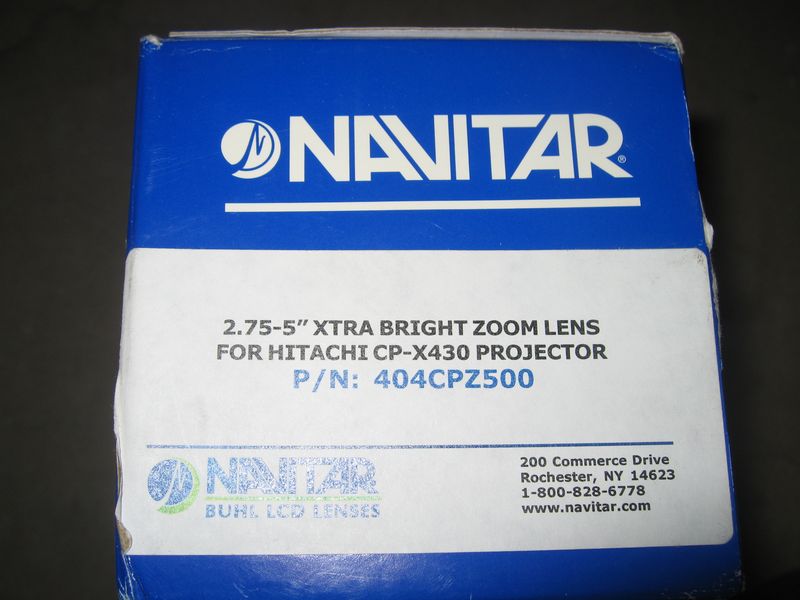 NAVITAR®
2.75-5" XTRA BRIGHT ZOOM LENS
FOR HITACHI CP-X430 PROJECTOR
P/N: 404CPZ500
NAVITAR
BUHL LCD LENSES
200 Commerce Drive
Rochester, NY 14623
1-800-828-6778
www.navitar.com